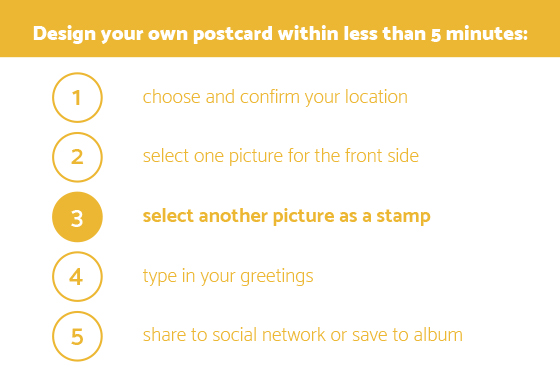 Design your own postcard within less than 5 minutes:
1 choose and confirm your location
2 select one picture for the front side
3 select another picture as a stamp
4 type in your greetings
5 share to social network or save to album